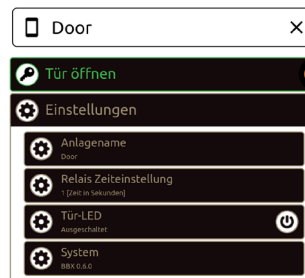 Door
Tür öffnen
Einstellungen
Anlagename
Door
Relais Zeiteinstellung
1 [Zeit in Sekunden]
Tür-LED
Ausgeschaltet
System
BBX 0.6.0